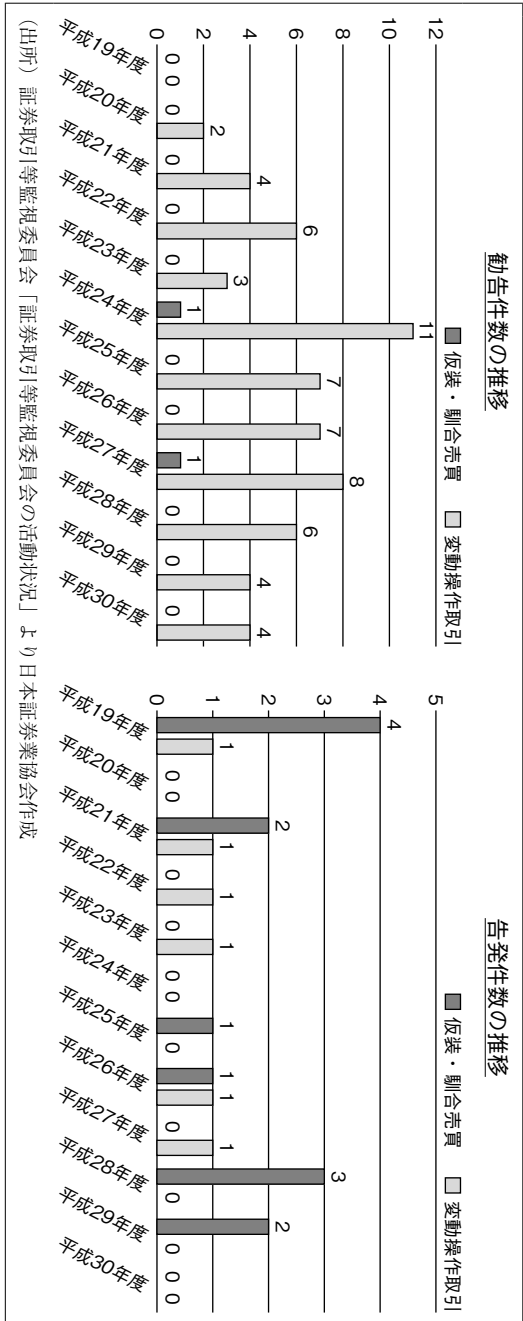 勧告件数の推移
■ 仮装・馴合売買 □ 変動操作取引
12
10
8
6
4
2
0
0 0 0 2 0 4 0 6 0 3 1 11 0 7 0 7 1 8 0 6 0 4 0 4
平成19年度
平成20年度
平成21年度
平成22年度
平成23年度
平成24年度
平成25年度
平成26年度
平成27年度
平成28年度
平成29年度
平成30年度
告発件数の推移
■ 仮装・馴合売買 □ 変動操作取引
5
4
3
2
1
0
4 1 0 0 2 1 0 1 0 1 0 0 1 0 1 1 0 1 3 0 2 0 0 0
平成19年度
平成20年度
平成21年度
平成22年度
平成23年度
平成24年度
平成25年度
平成26年度
平成27年度
平成28年度
平成29年度
平成30年度
（出所）証券取引等監視委員会「証券取引等監視委員会の活動状況」より日本証券業協会作成